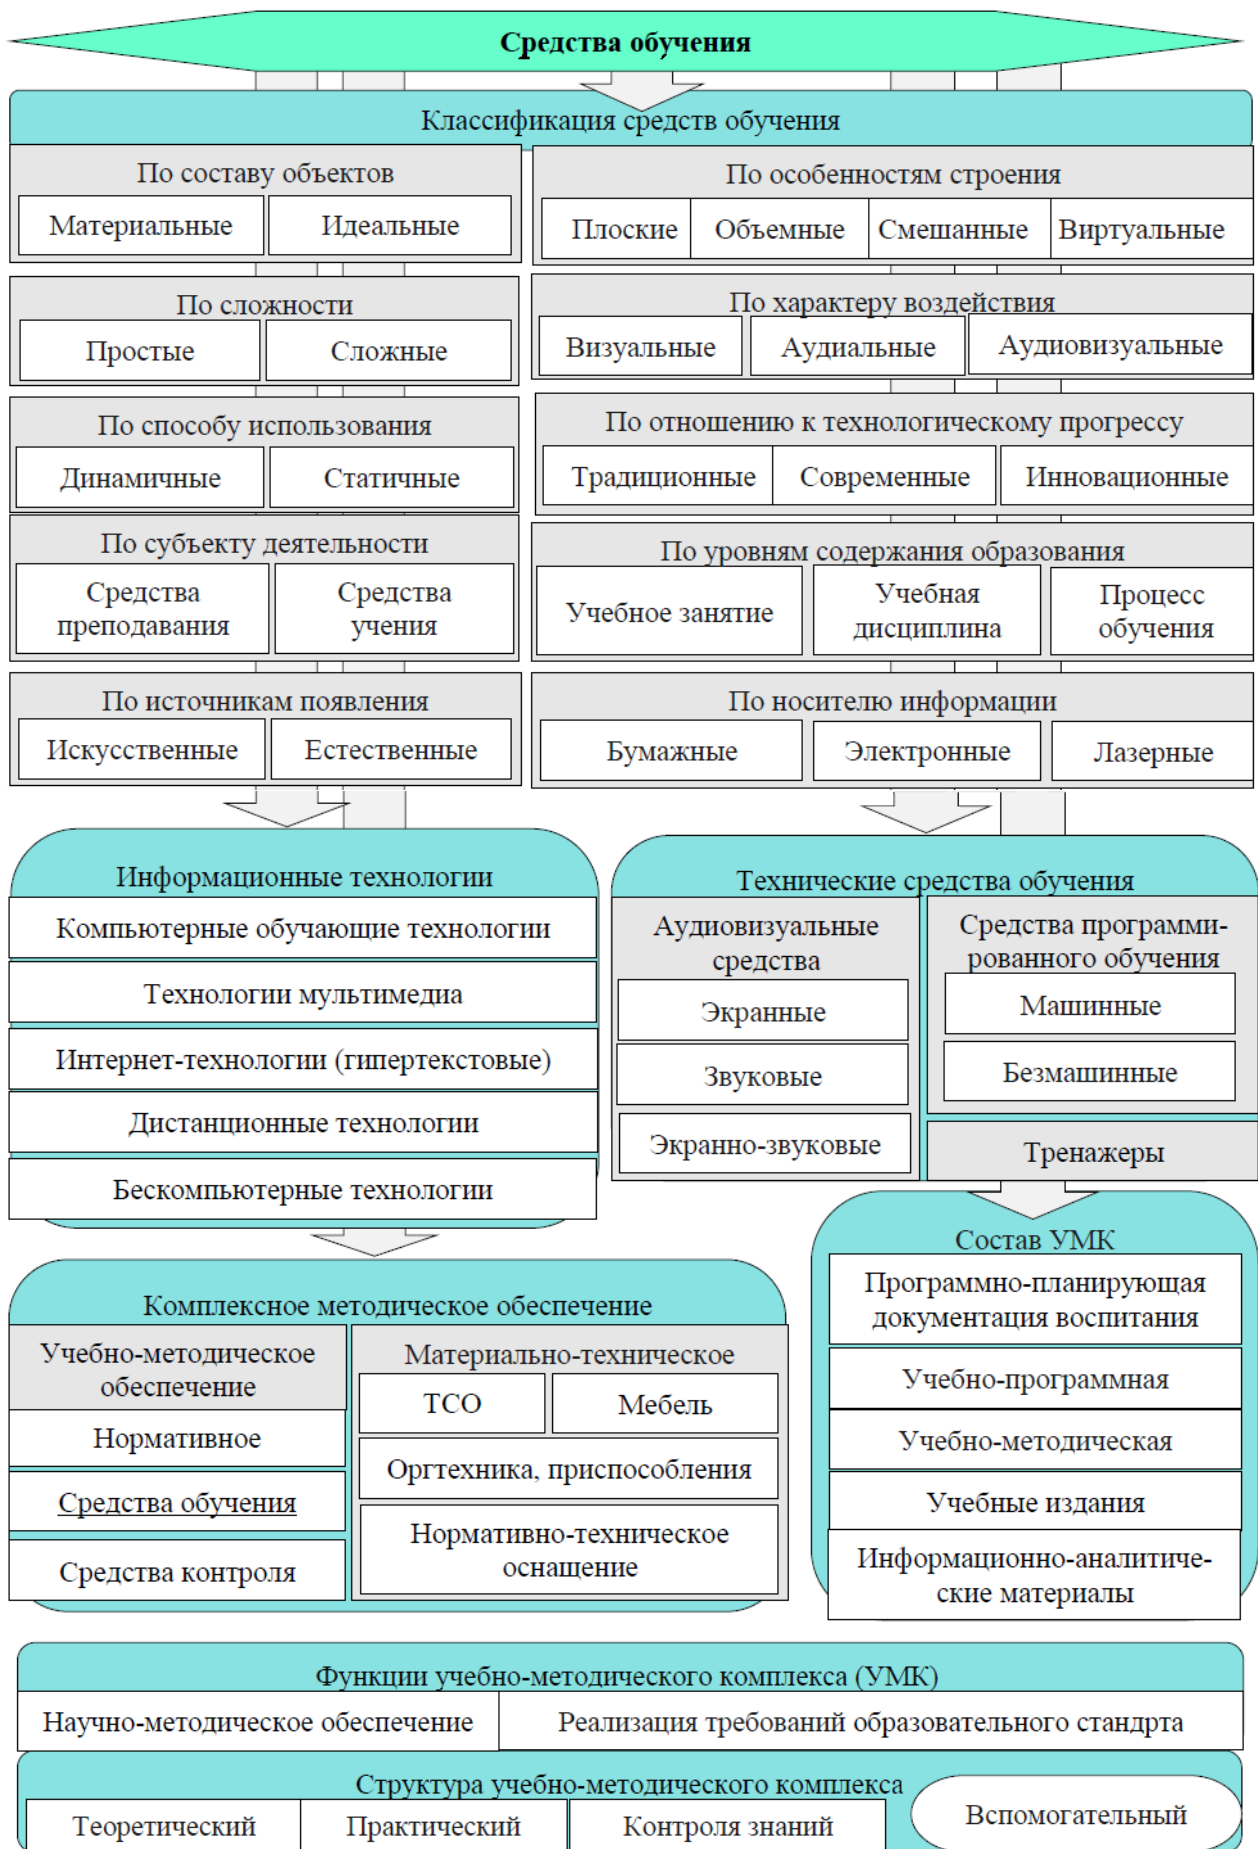 Средства обучения
Классификация средств обучения
По составу объектов
Материальные
Идеальные
По особенностям строения
Плоские
Объемные
Смешанные
Виртуальные
По сложности
Простые
Сложные
По характеру воздействия
Визуальные
Аудиальные
Аудиовизуальные
По способу использования
Динамичные
Статичные
По отношению к технологическому прогрессу
Традиционные
Современные
Инновационные
По субъекту деятельности
Средства
преподавания
Средства
учения
По уровням содержания образования
Учебное занятие
Учебная
дисциплина
Процесс
обучения
По источникам появления
Искусственные
Естественные
По носителю информации
Бумажные
Электронные
Лазерные
Информационные технологии
Компьютерные обучающие технологии
Технологии мультимедиа
Интернет-технологии (гипертекстовые)
Дистанционные технологии
Бескомпьютерные технологии
Технические средства обучения
Аудиовизуальные
средства
Экранные
Звуковые
Экранно-звуковые
Средства программи-
рованного обучения
Машинные
Безмашинные
Тренажеры
Комплексное методическое обеспечение
Учебно-методическое
обеспечение
Нормативное
Средства обучения
Средства контроля
Материально-техническое
ТСО
Мебель
Оргтехника, приспособления
Нормативно-техническое
оснащение
Состав УМК
Программно-планирующая
документация воспитания
Учебно-программная
Учебно-методическая
Учебные издания
Информационно-аналитиче-
ские материалы
Функции учебно-методического комплекса (УМК)
Научно-методическое обеспечение
Реализация требований образовательного стандрта
Структура учебно-методического комплекса
Теоретический
Практический
Контроля знаний
Вспомогательный